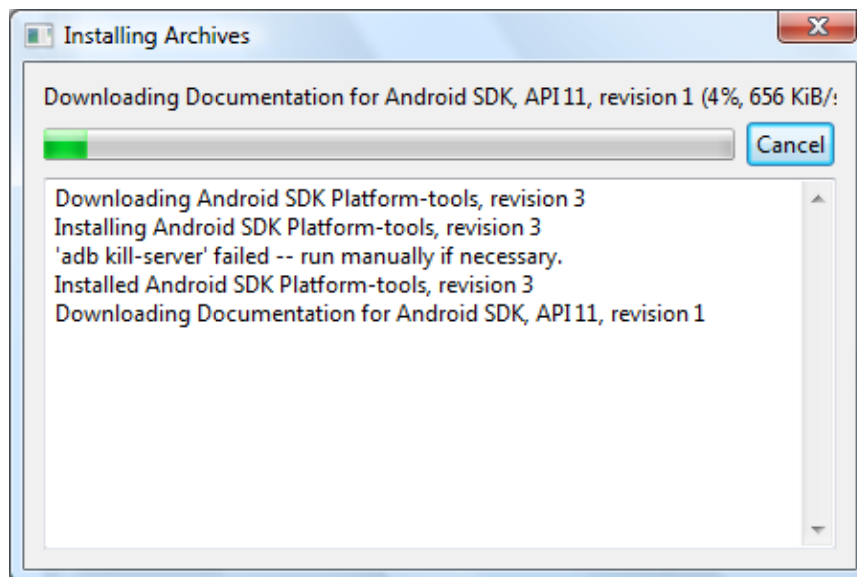 Installing Archives
Downloading Documentation for Android SDK, API 11, revision 1 (4%, 656 KiB/
Cancel
Downloading Android SDK Platform-tools, revision 3
Installing Android SDK Platform-tools, revision 3
'adb kill-server' failed -- run manually if necessary.
Installed Android SDK Platform-tools, revision 3
Downloading Documentation for Android SDK, API 11, revision 1